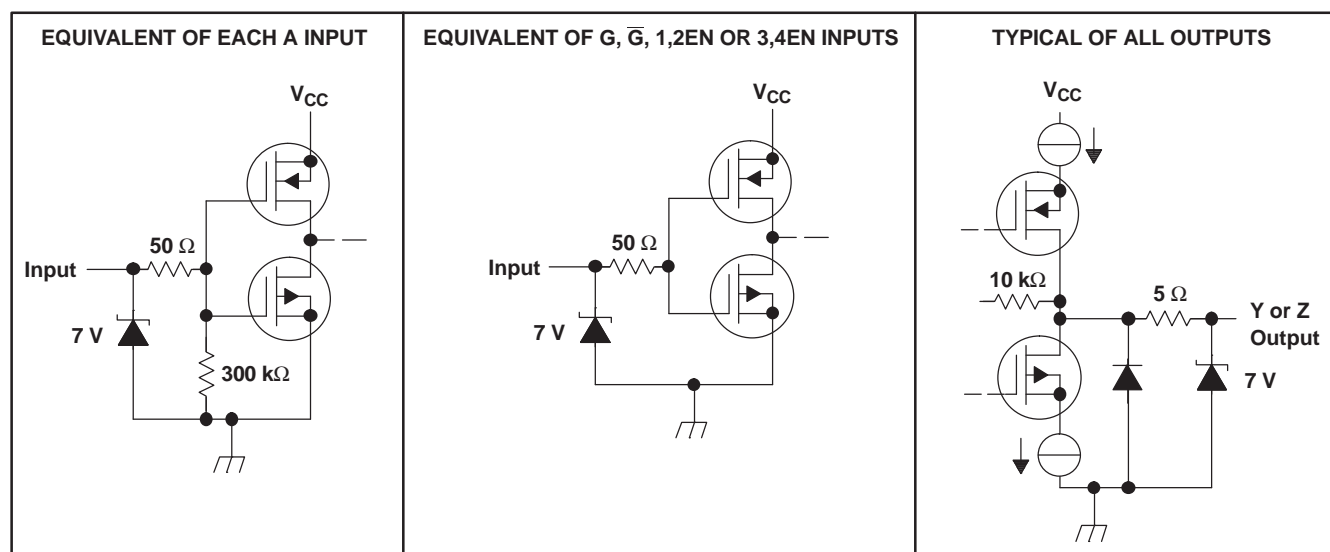 EQUIVALENT OF EACH A INPUT
VCC
50 Ω
Input
7 V
300 kΩ
EQUIVALENT OF G, G̅, 1,2EN OR 3,4EN INPUTS
VCC
50 Ω
Input
7 V
TYPICAL OF ALL OUTPUTS
VCC
10 kΩ
5 Ω
Y or Z
Output
7 V